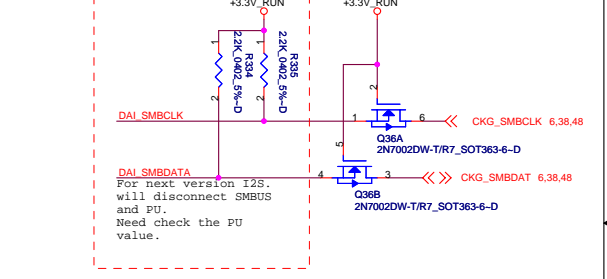 +3.3V_RUN
+3.3V_RUN
1
1
2.2K_0402_5%~D
R334
2.2K_0402_5%~D
R335
2
2
2
DAI_SMBCLK
1
6
CKG_SMBCLK 6,38,48
Q36A
2N7002DW-T/R7_SOT363-6~D
5
DAI_SMBDATA
4
3
CKG_SMBDAT 6,38,48
Q36B
2N7002DW-T/R7_SOT363-6~D
For next version I2S.
will disconnect SMBUS
and PU.
Need check the PU
value.